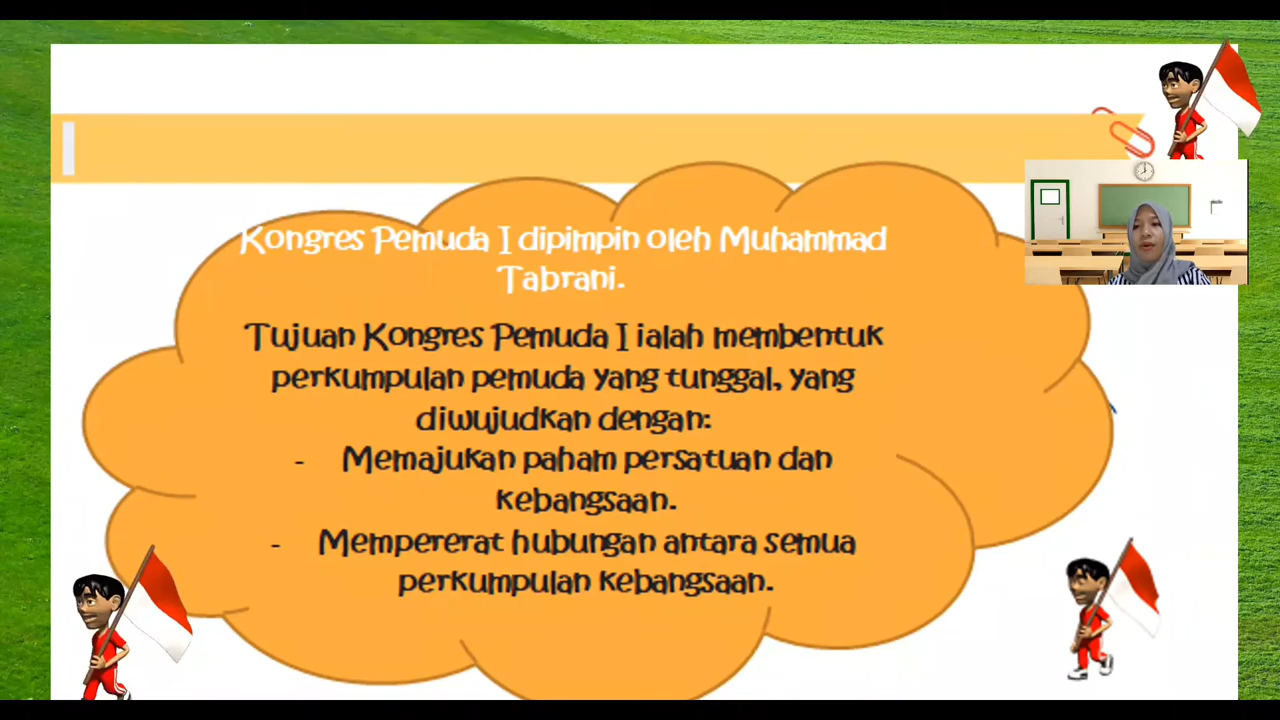 Kongres Pemuda I dipimpin oleh Muhammad
Tabrani.
Tujuan Kongres Pemuda I ialah membentuk
perkumpulan pemuda yang tunggal, yang
diwujudkan dengan:
- Memajukan paham persatuan dan
kebangsaan.
- Mempererat hubungan antara semua
perkumpulan kebangsaan.